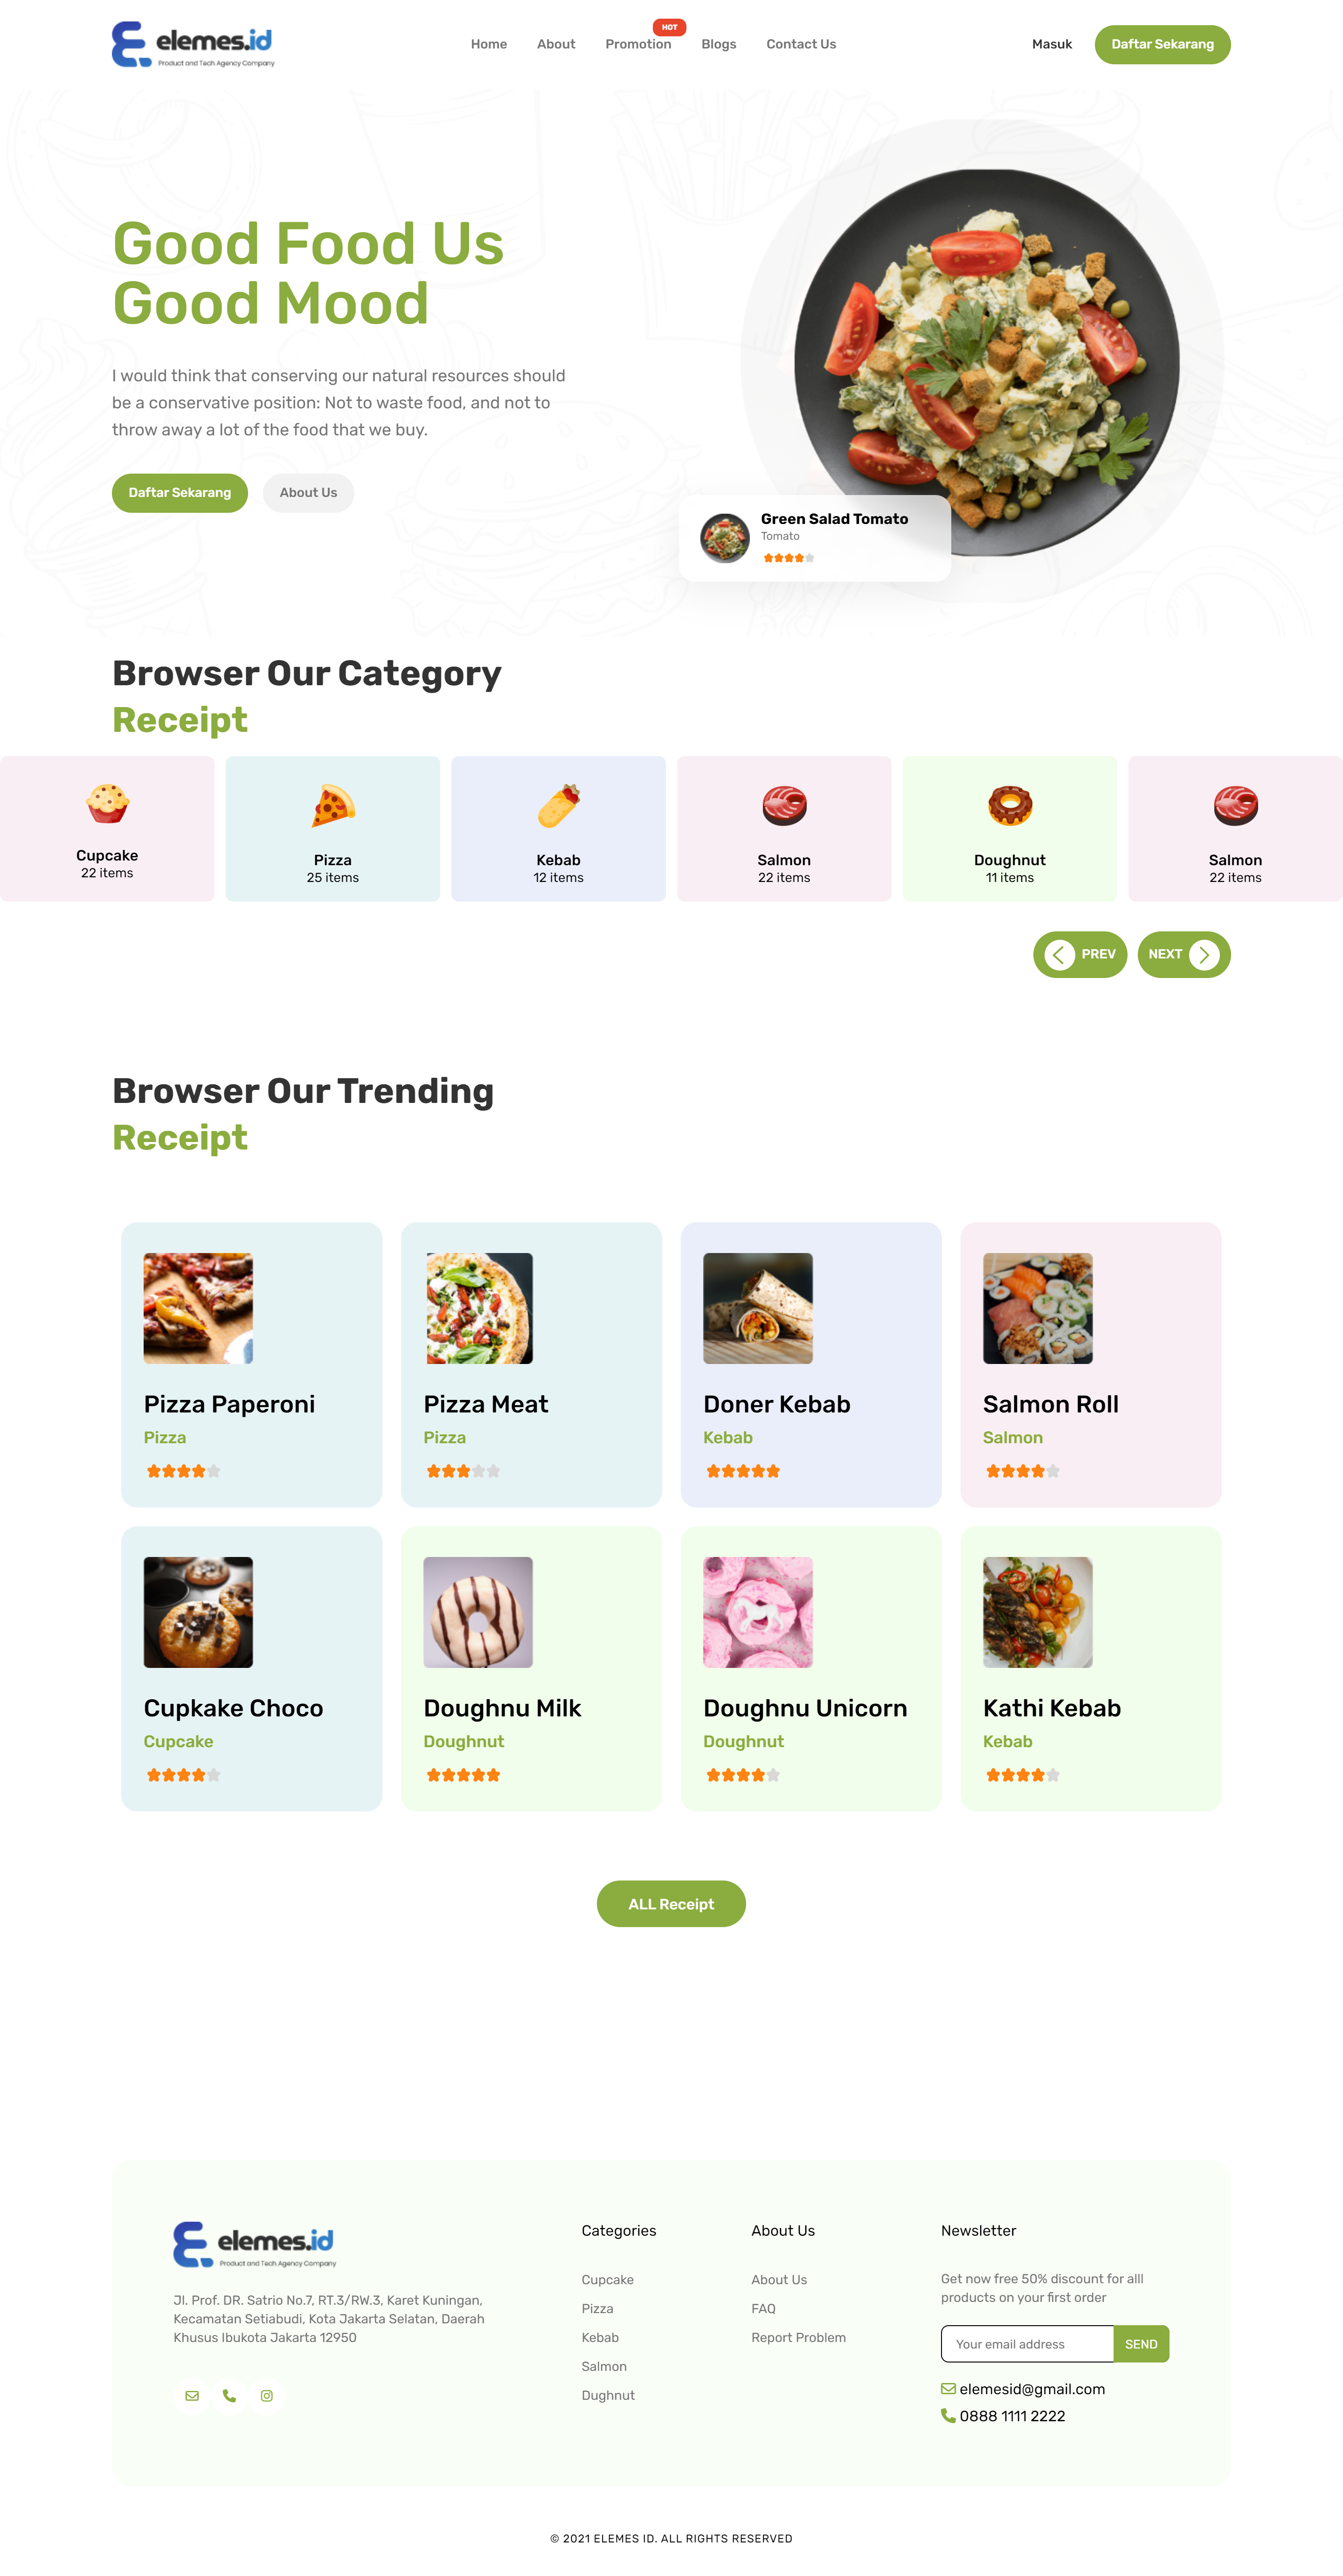 elemes.id
Product and Tech Agency Company
Home
About
Promotion
HOT
Blogs
Contact Us
Masuk
Daftar Sekarang
Good Food Us
Good Mood
I would think that conserving our natural resources should
be a conservative position: Not to waste food, and not to
throw away a lot of the food that we buy.
Daftar Sekarang
About Us
Green Salad Tomato
Tomato
Browser Our Category
Receipt
Cupcake
22 items
Pizza
25 items
Kebab
12 items
Salmon
22 items
Doughnut
11 items
Salmon
22 items
PREV
NEXT
Browser Our Trending
Receipt
Pizza Paperoni
Pizza
Pizza Meat
Pizza
Doner Kebab
Kebab
Salmon Roll
Salmon
Cupkake Choco
Cupcake
Doughnu Milk
Doughnut
Doughnu Unicorn
Doughnut
Kathi Kebab
Kebab
ALL Receipt
elemes.id
Product and Tech Agency Company
Jl. Prof. DR. Satrio No.7, RT.3/RW.3, Karet Kuningan,
Kecamatan Setiabudi, Kota Jakarta Selatan, Daerah
Khusus Ibukota Jakarta 12950
Categories
Cupcake
Pizza
Kebab
Salmon
Dughnut
About Us
About Us
FAQ
Report Problem
Newsletter
Get now free 50% discount for alll
products on your first order
Your email address
SEND
elemesid@gmail.com
0888 1111 2222
© 2021 ELEMES ID. ALL RIGHTS RESERVED